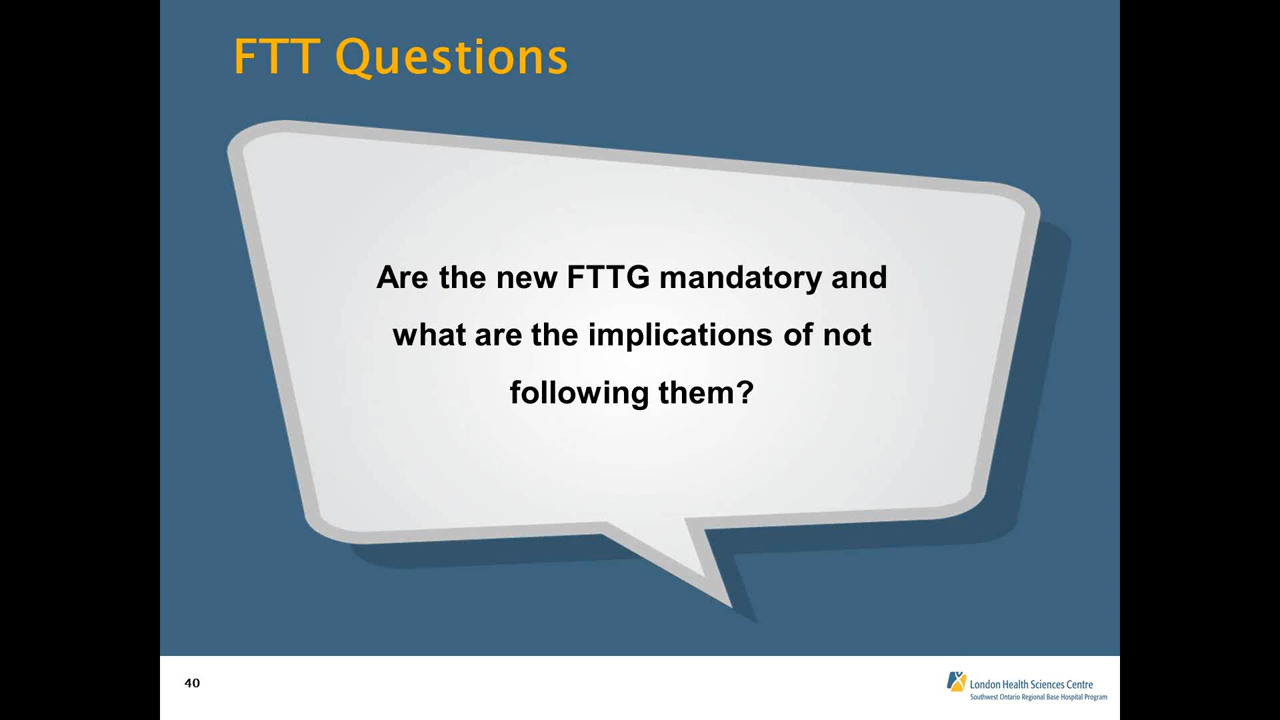 FTT Questions
Are the new FTTG mandatory and
what are the implications of not
following them?
40
London Health Sciences Centre
Southwest Ontario Regional Base Hospital Program